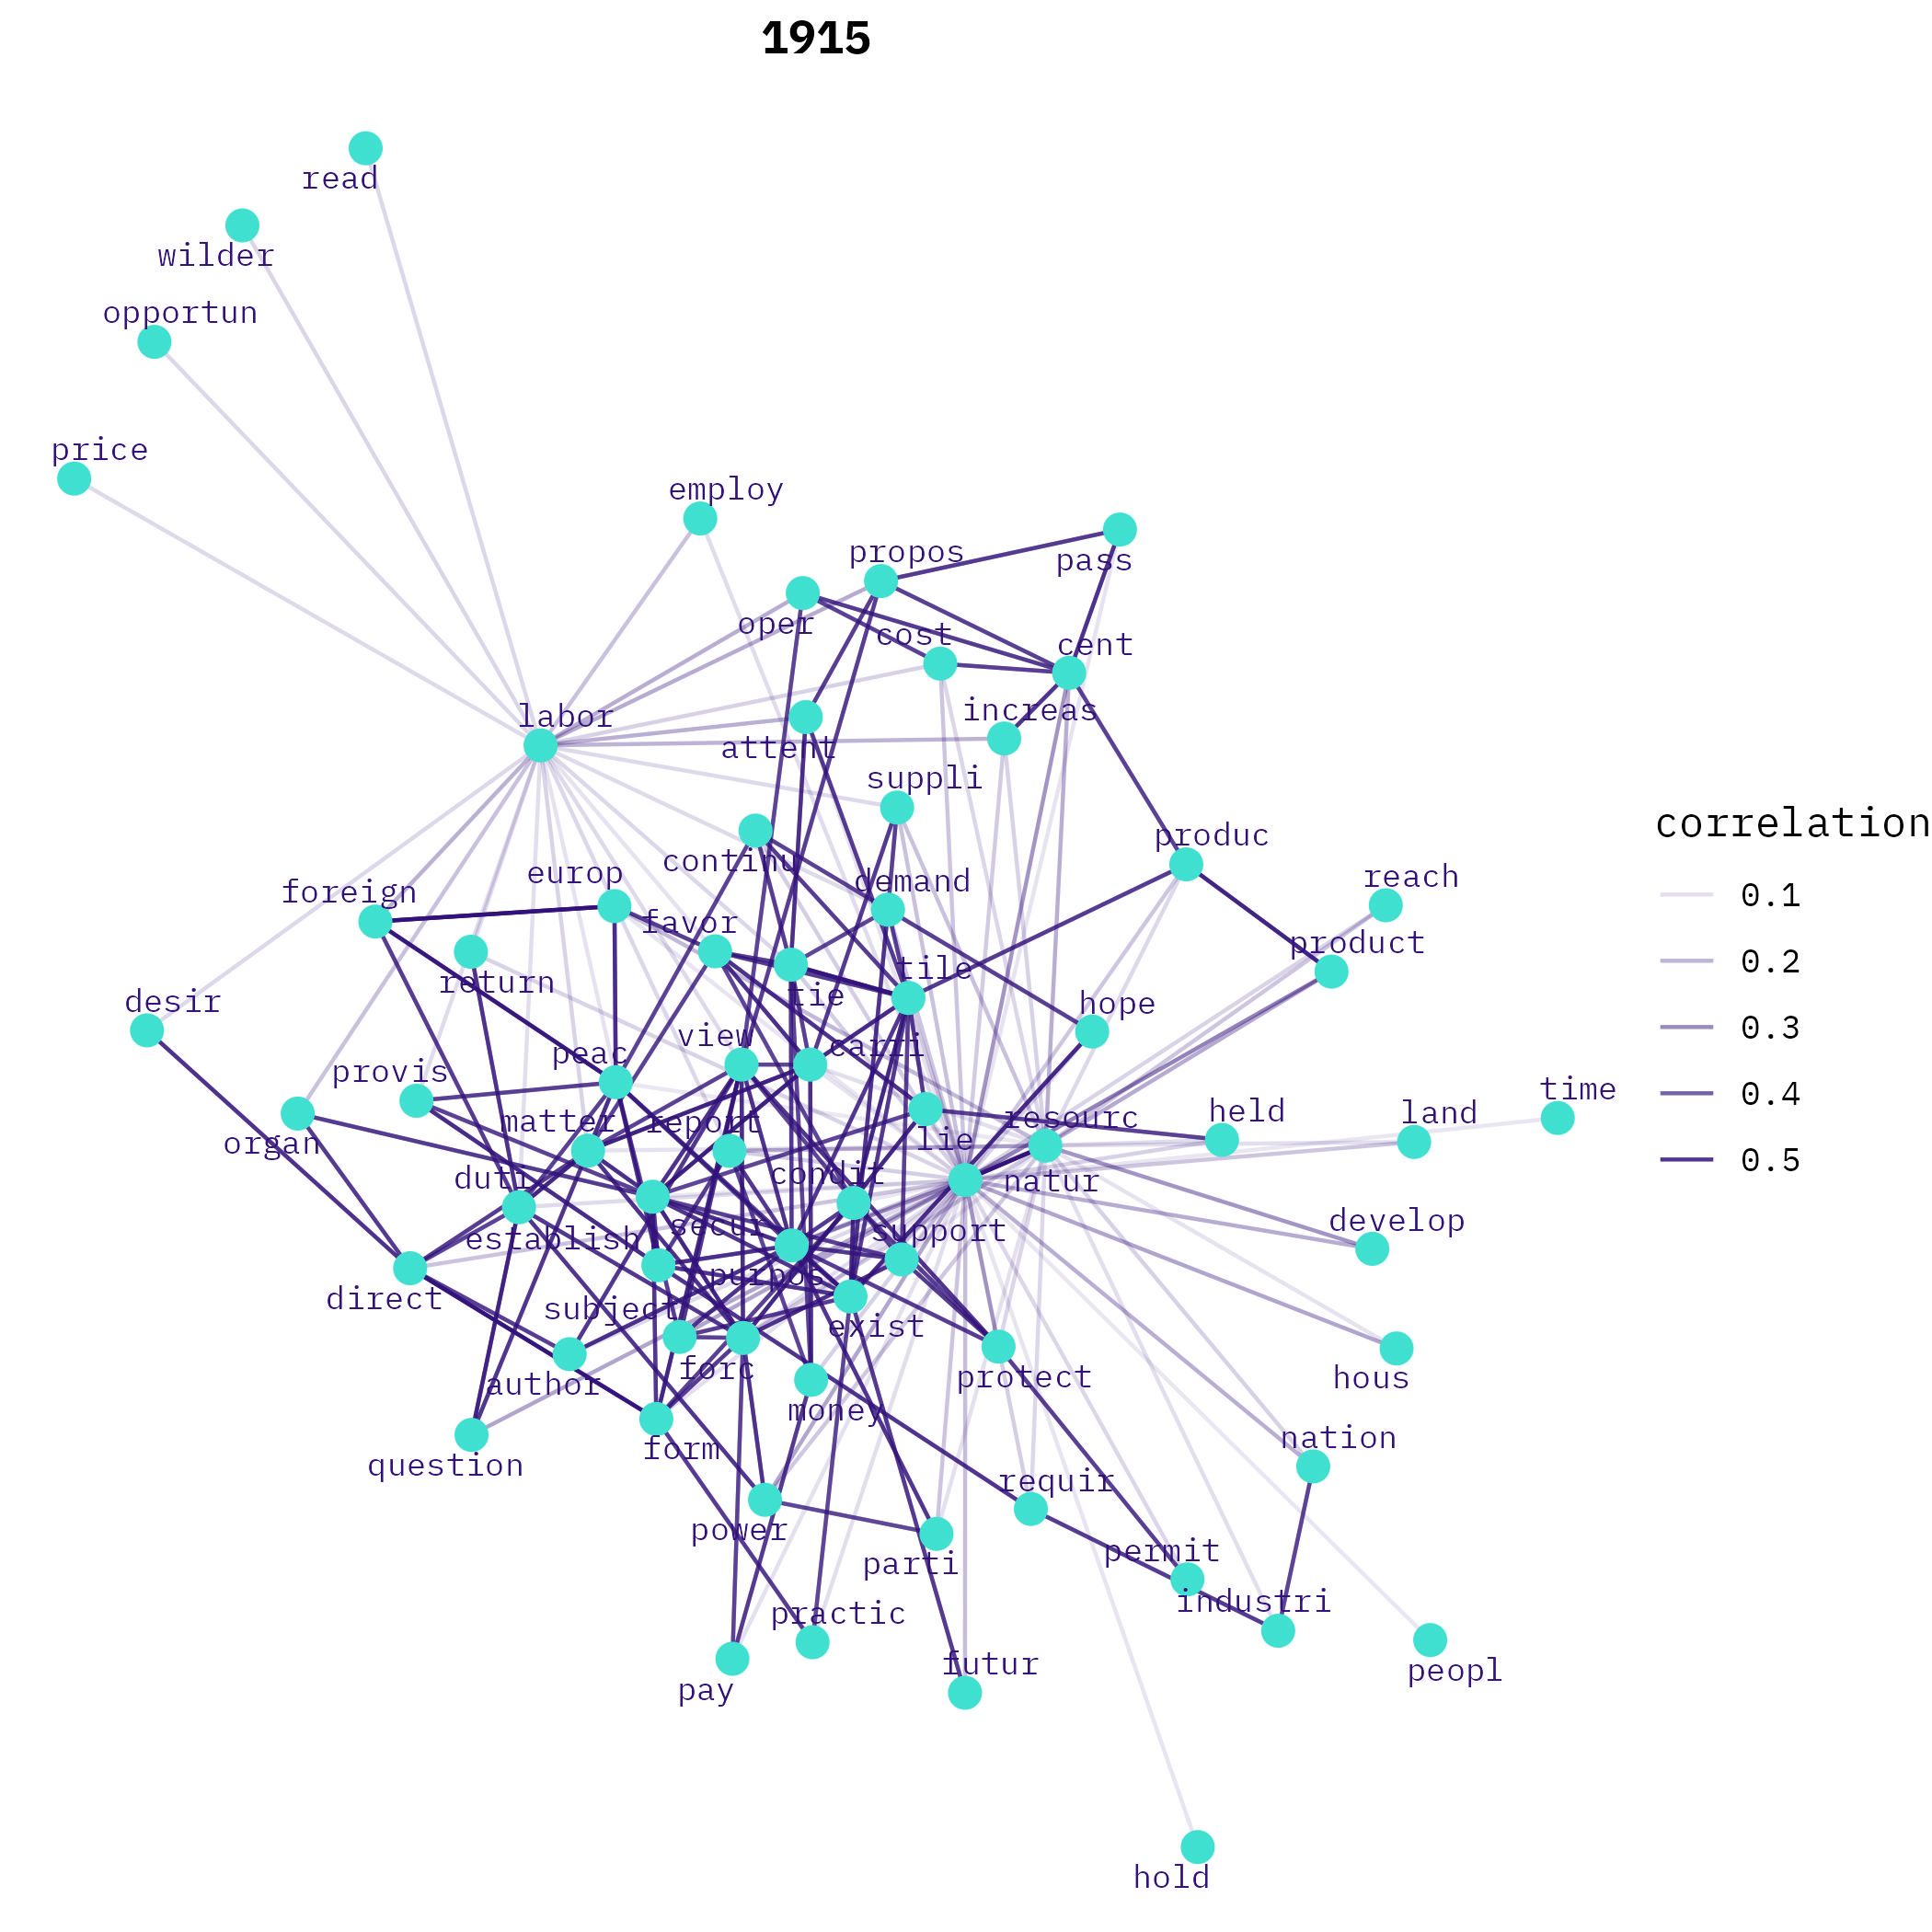 1915
read
wilder
opportun
price
employ
propos
pass
oper
cost
cent
labor
increas
attent
suppli
continu
produc
europ
demand
reach
foreign
favor
product
return
tile
tie
desir
hope
view
carri
peac
provis
time
matter
report
resourc
held
land
organ
lie
duti
condit
natur
secur
support
develop
establish
purpos
direct
subject
exist
forc
author
protect
hous
money
question
form
nation
requir
power
parti
permit
industri
practic
futur
peopl
pay
hold
correlation
0.1
0.2
0.3
0.4
0.5